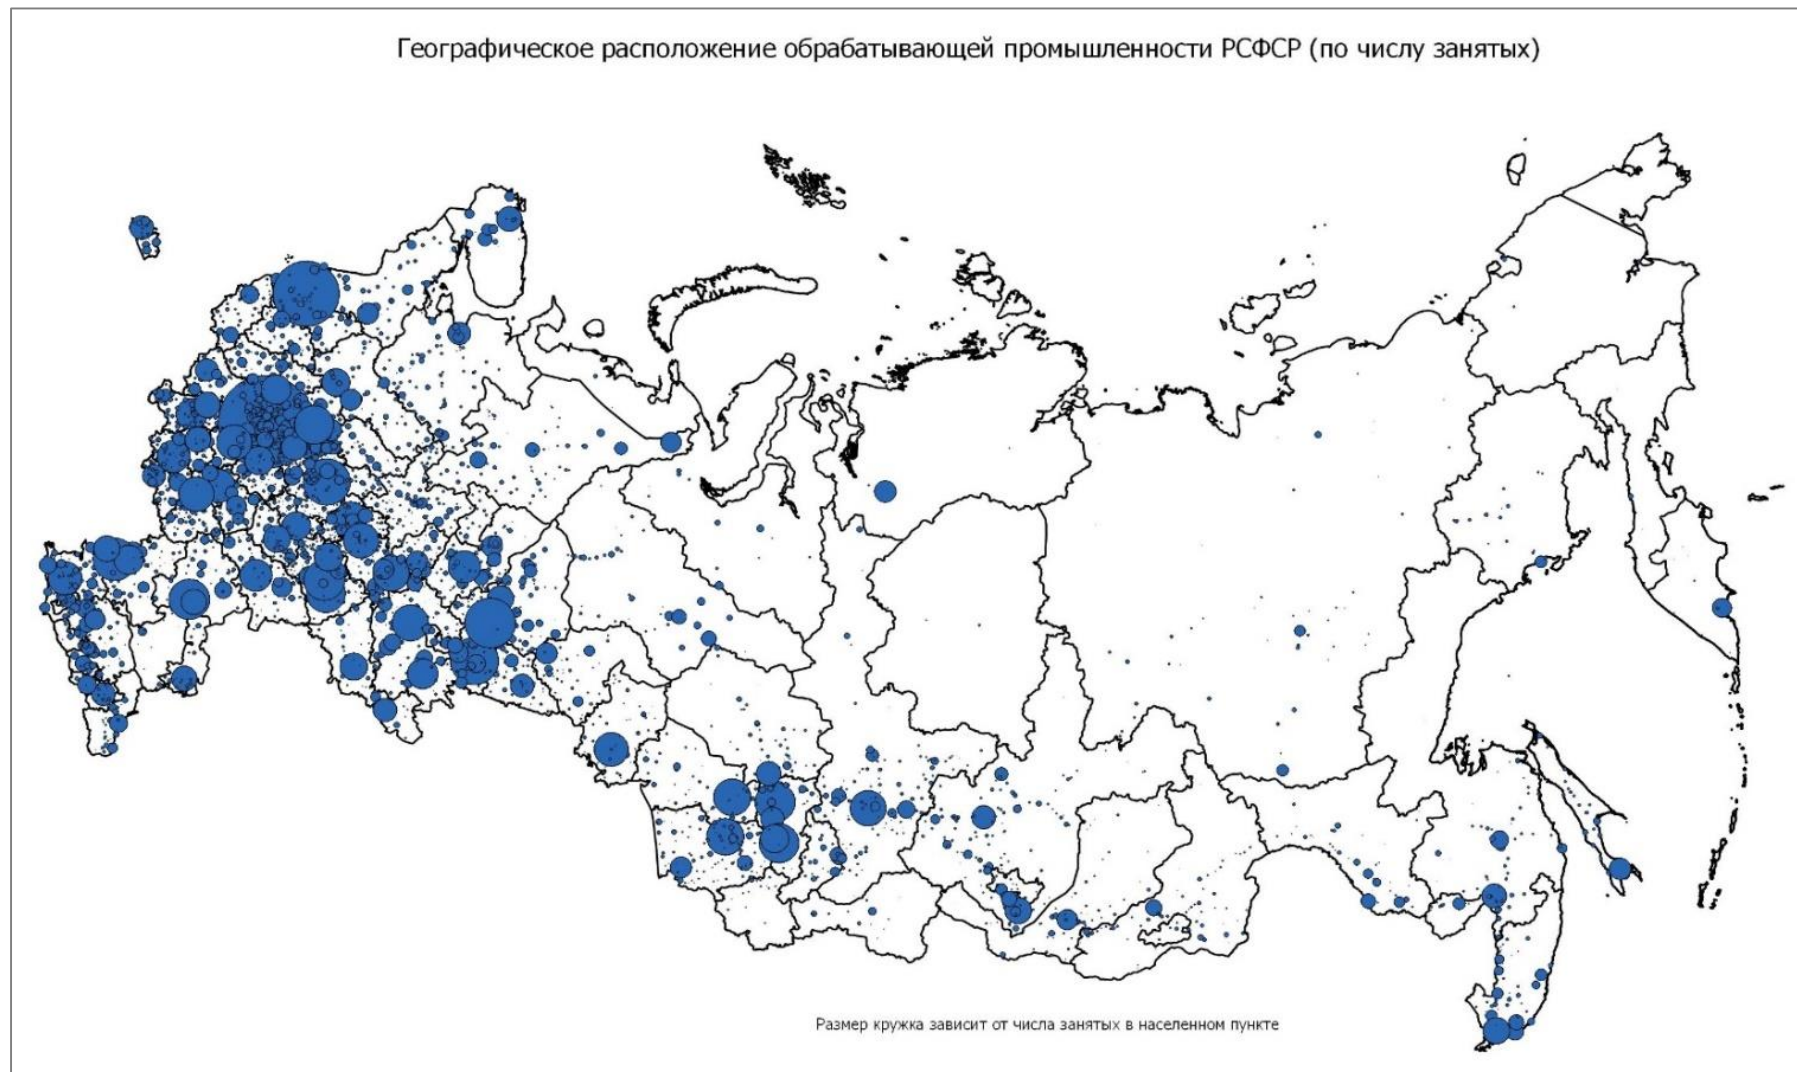 Географическое расположение обрабатывающей промышленности РСФСР (по числу занятых)
Размер кружка зависит от числа занятых в населенном пункте